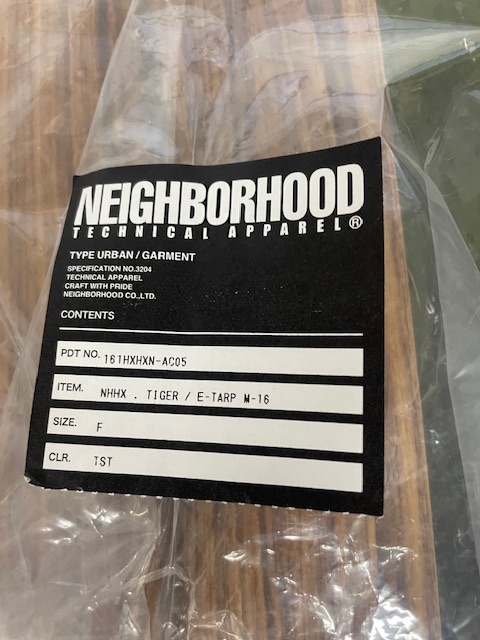 NEIGHBORHOOD
TECHNICAL APPAREL®
TYPE URBAN / GARMENT
SPECIFICATION NO.3204
TECHNICAL APPAREL
CRAFT WITH PRIDE
NEIGHBORHOOD CO.,LTD.
CONTENTS
PDT NO. 161HXHXN-AC05
ITEM. NHHX . TIGER / E-TARP M-16
SIZE. F
CLR. TST